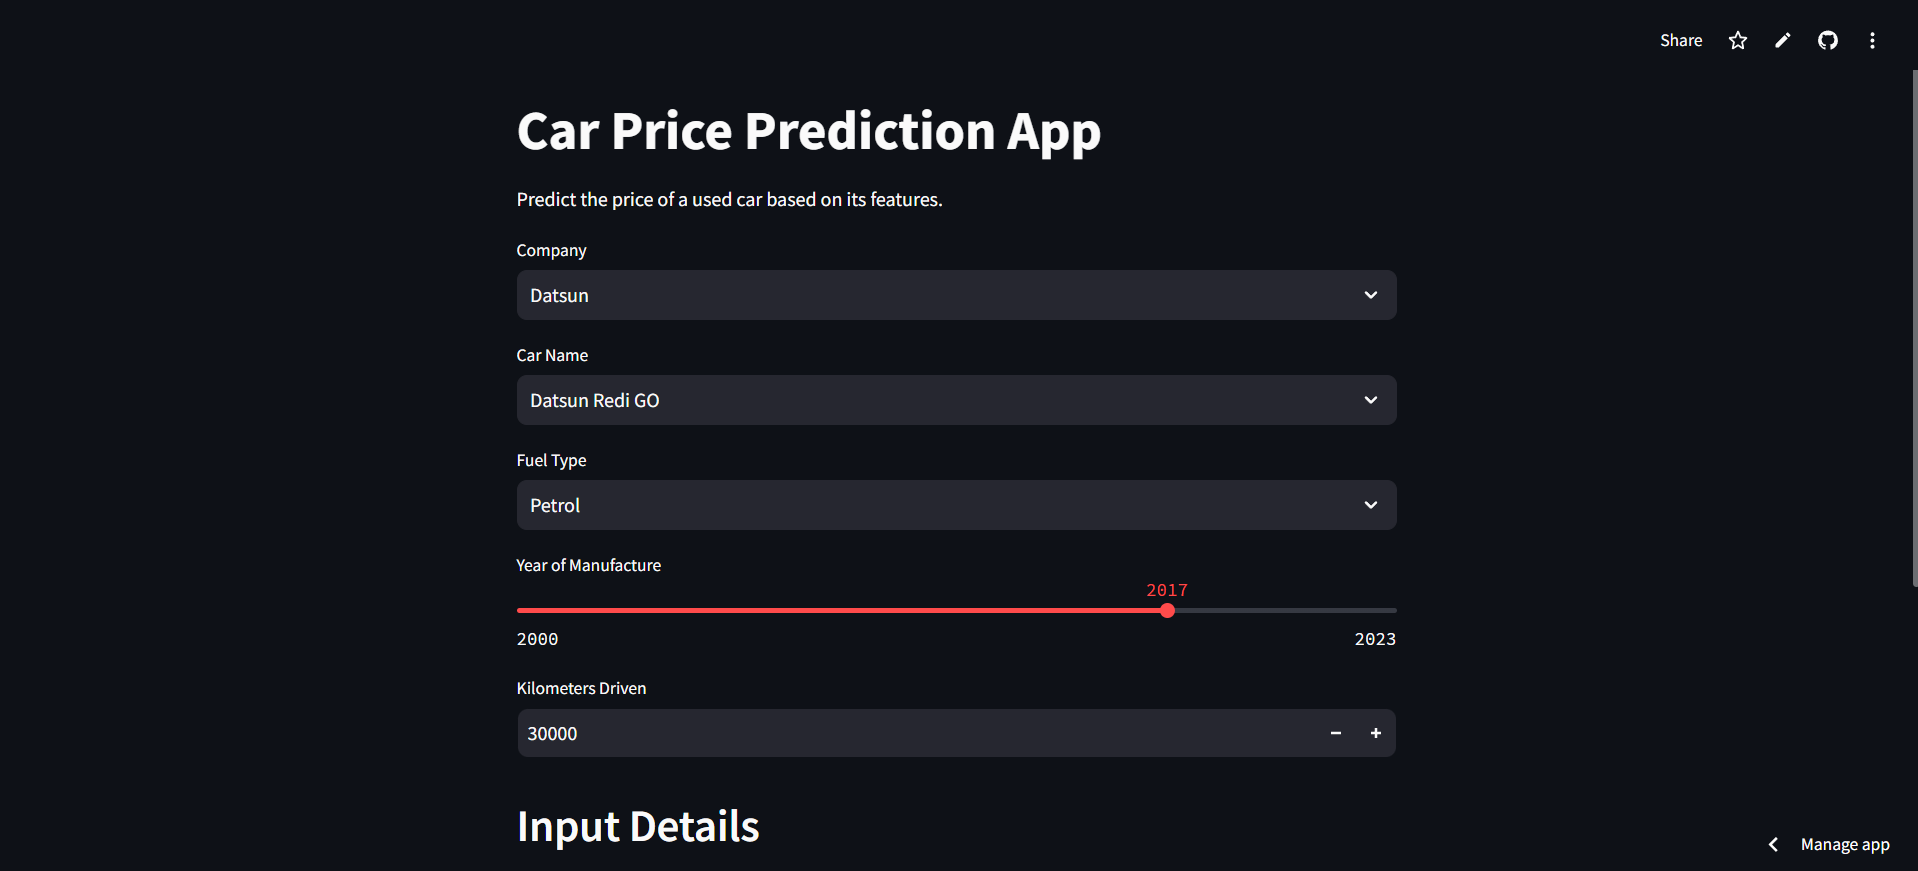 Share
Car Price Prediction App
Predict the price of a used car based on its features.
Company
Datsun
Car Name
Datsun Redi GO
Fuel Type
Petrol
Year of Manufacture
2017
2000 2023
Kilometers Driven
30000
Input Details
Manage app